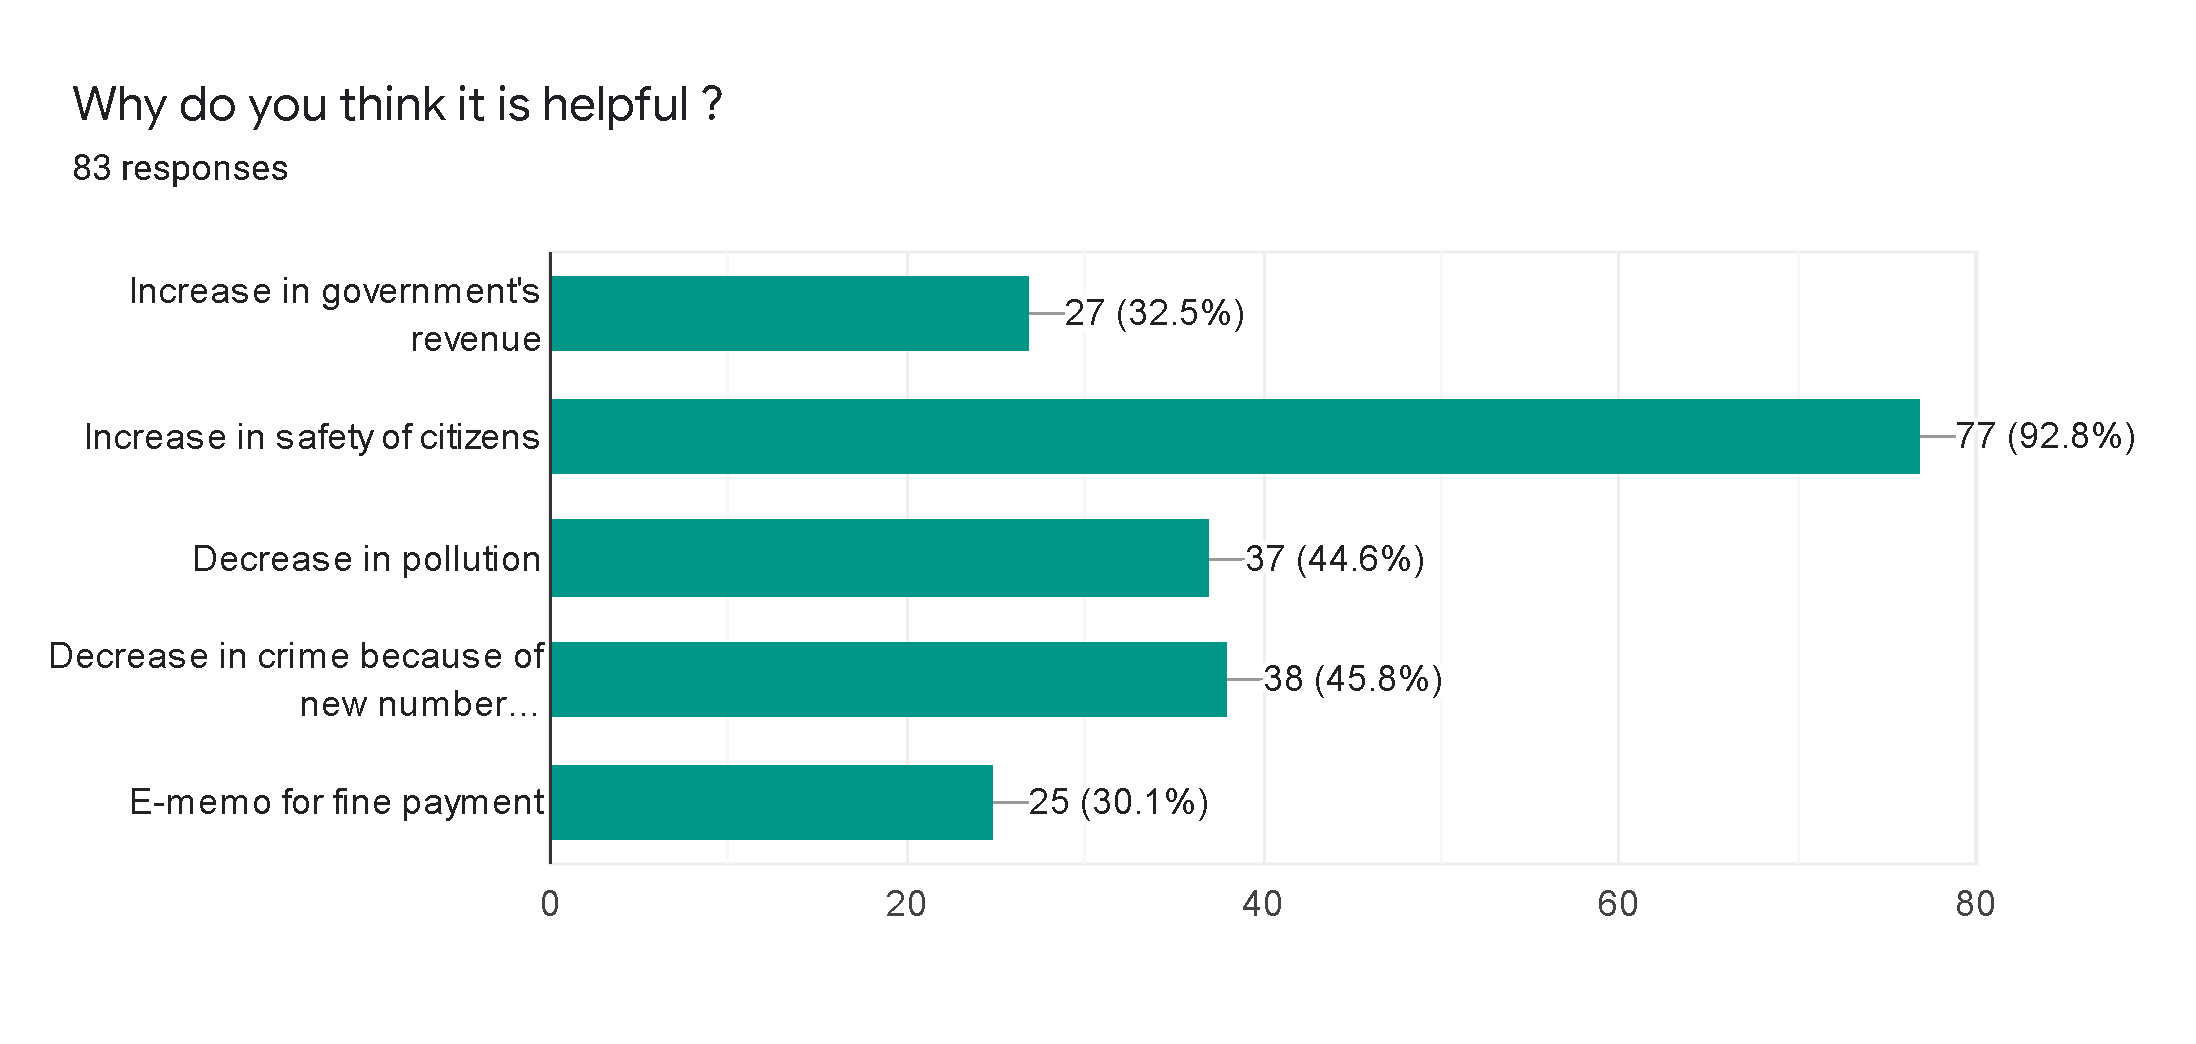 Why do you think it is helpful ?
83 responses
Increase in government's
revenue
27 (32.5%)
Increase in safety of citizens
77 (92.8%)
Decrease in pollution
37 (44.6%)
Decrease in crime because of
new number…
38 (45.8%)
E-memo for fine payment
25 (30.1%)
0 20 40 60 80